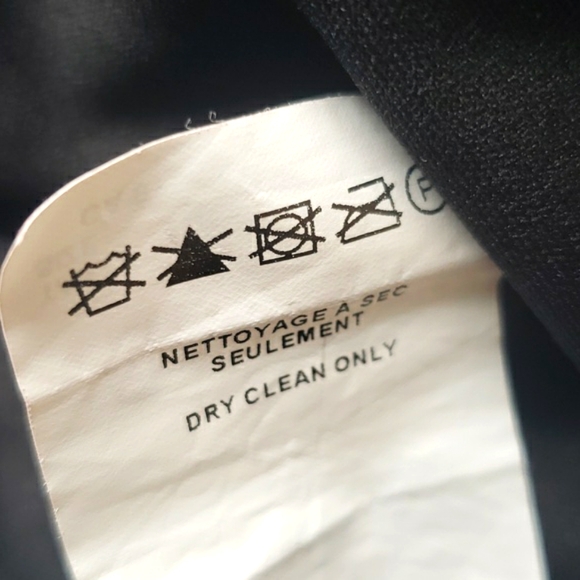 P
NETTOYAGE A SEC
SEULEMENT
DRY CLEAN ONLY